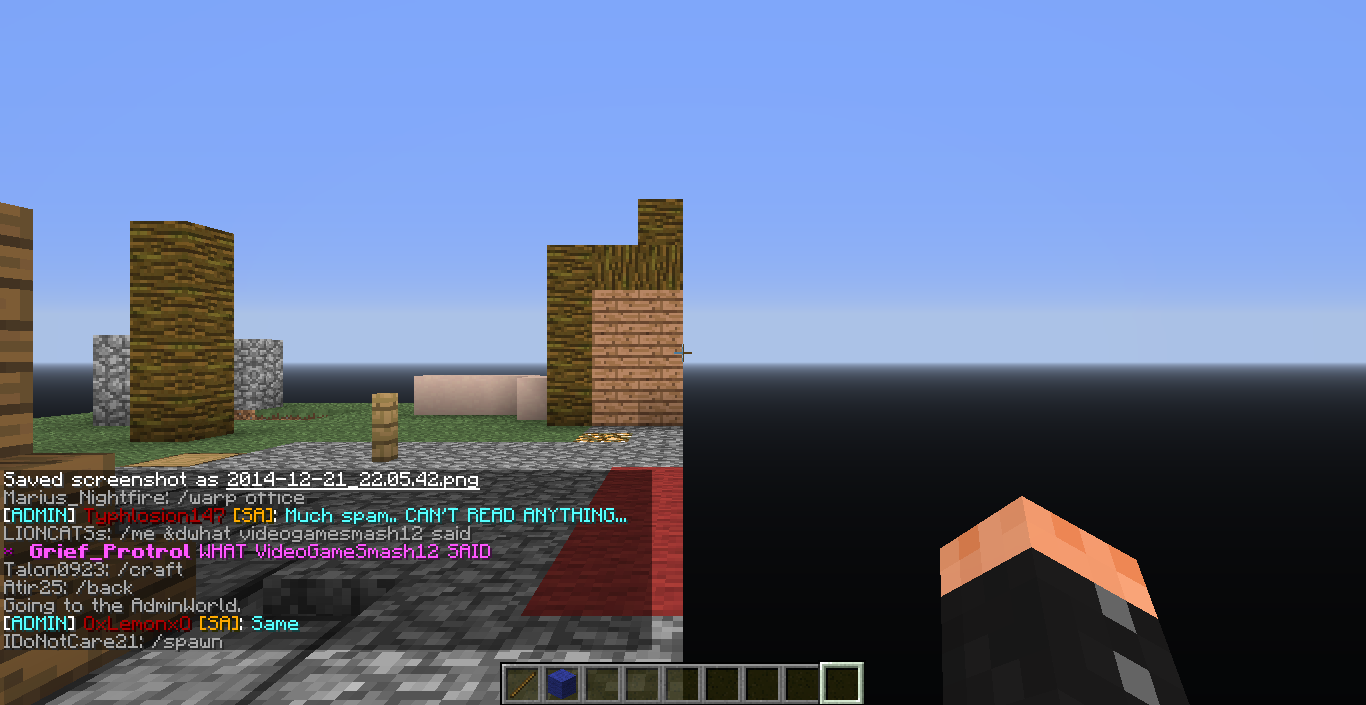 Saved screenshot as 2014-12-21_22.05.42.png
Marius_Nightfire: /warp office
[ADMIN] Typhlosion147 [SA]: Much spam.. CAN'T READ ANYTHING...
LIONCATSs: /me &dwhat videogamesmash12 said
* Grief_Protrol WHAT VideoGameSmash12 SAID
Talon0923: /craft
Atir25: /back
Going to the AdminWorld.
[ADMIN] 0xLemonx0 [SA]: Same
IDoNotCare21: /spawn